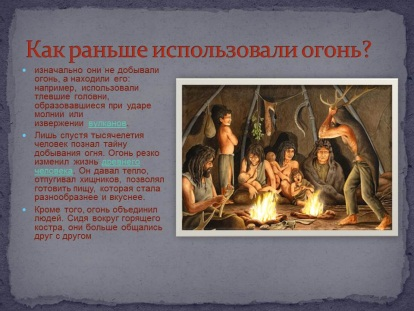 Как раньше использовали огонь?
изначально они не добывали
огонь, а находили его:
например, использовали
тлевшие головни,
образовавшиеся при ударе
молнии или
извержении вулканов.
Лишь спустя тысячелетия
человек познал тайну
добывания огня. Огонь резко
изменил жизнь древнего
человека. Он давал тепло,
отпугивал хищников, позволял
готовить пищу, которая стала
разнообразнее и вкуснее.
Кроме того, огонь объединил
людей. Сидя вокруг горящего
костра, они больше общались
друг с другом